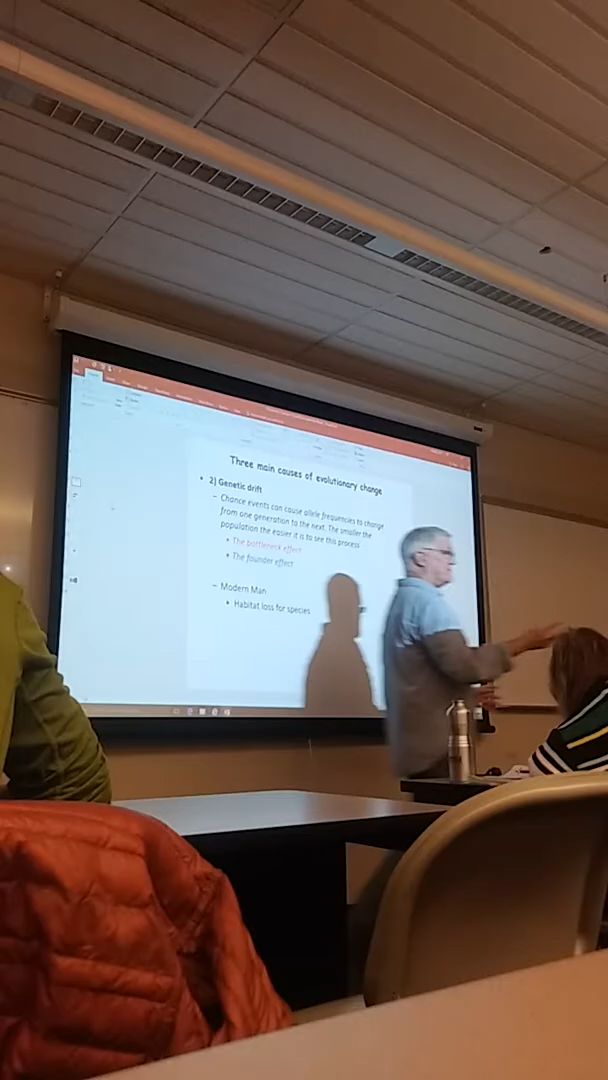 Three main causes of evolutionary change
• 2) Genetic drift
– Chance events can cause allele frequencies to change
from one generation to the next. The smaller the
population the easier it is to see this process
• The bottleneck effect
• The founder effect
– Modern Man
• Habitat loss for species